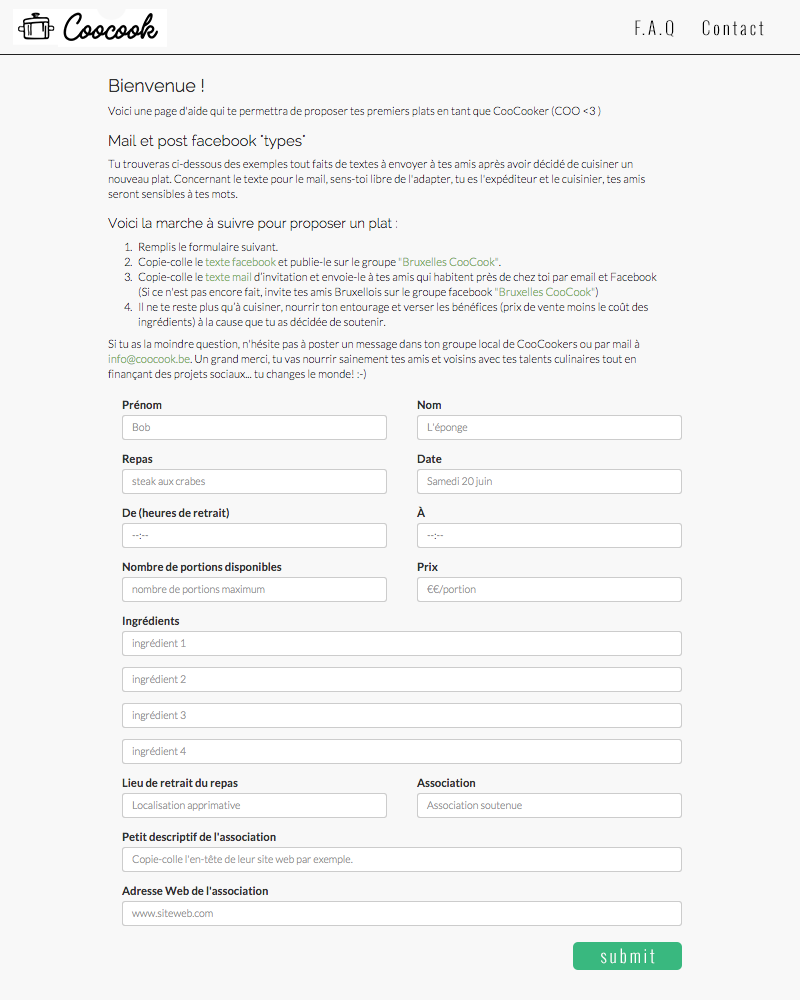 Coocook
F.A.Q Contact
Bienvenue !
Voici une page d'aide qui te permettra de proposer tes premiers plats en tant que CooCooker (COO <3 )
Mail et post facebook "types"
Tu trouveras ci-dessous des exemples tout faits de textes à envoyer à tes amis après avoir décidé de cuisiner un
nouveau plat. Concernant le texte pour le mail, sens-toi libre de l'adapter, tu es l'expéditeur et le cuisinier, tes amis
seront sensibles à tes mots.
Voici la marche à suivre pour proposer un plat :
1. Remplis le formulaire suivant.
2. Copie-colle le texte facebook et publie-le sur le groupe "Bruxelles CooCook".
3. Copie-colle le texte mail d'invitation et envoie-le à tes amis qui habitent près de chez toi par email et Facebook
(Si ce n'est pas encore fait, invite tes amis Bruxellois sur le groupe facebook "Bruxelles CooCook")
4. Il ne te reste plus qu'à cuisiner, nourrir ton entourage et verser les bénéfices (prix de vente moins le coût des
ingrédients) à la cause que tu as décidée de soutenir.
Si tu as la moindre question, n'hésite pas à poster un message dans ton groupe local de CooCookers ou par mail à
info@coocook.be. Un grand merci, tu vas nourrir sainement tes amis et voisins avec tes talents culinaires tout en
finançant des projets sociaux... tu changes le monde! :-)
Prénom Nom
Bob L'éponge
Repas Date
steak aux crabes Samedi 20 juin
De (heures de retrait) À
--:-- --:--
Nombre de portions disponibles Prix
nombre de portions maximum €€/portion
Ingrédients
ingrédient 1
ingrédient 2
ingrédient 3
ingrédient 4
Lieu de retrait du repas Association
Localisation apprimative Association soutenue
Petit descriptif de l'association
Copie-colle l'en-tête de leur site web par exemple.
Adresse Web de l'association
www.siteweb.com
submit